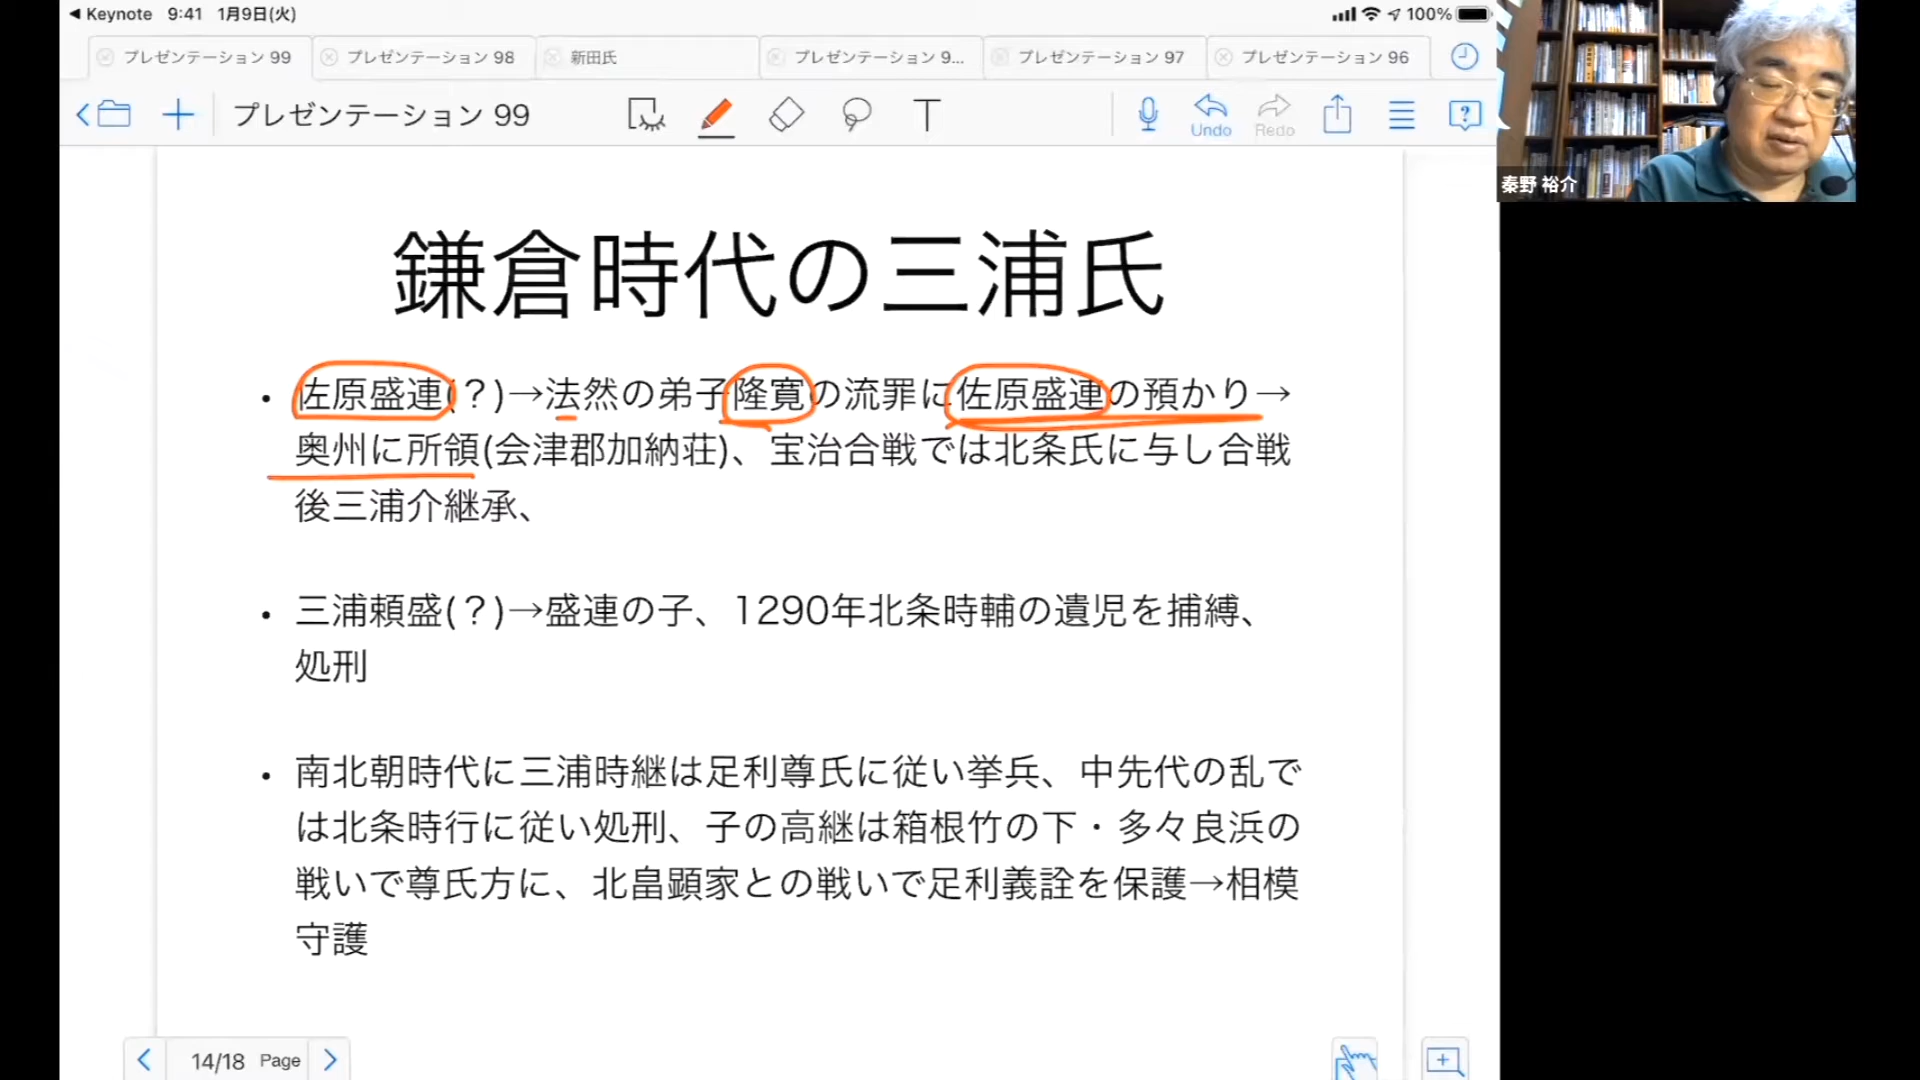 Keynote 9:41 1月9日(火) 100%
プレゼンテーション 99 プレゼンテーション 98 新田氏 プレゼンテーション 9... プレゼンテーション 97 プレゼンテーション 96
プレゼンテーション 99 T Undo Redo
秦野 裕介
鎌倉時代の三浦氏
• 佐原盛連(？)→法然の弟子隆寛の流罪に佐原盛連の預かり→
奥州に所領(会津郡加納荘)、宝治合戦では北条氏に与し合戦
後三浦介継承、
• 三浦頼盛(？)→盛連の子、1290年北条時輔の遺児を捕縛、
処刑
• 南北朝時代に三浦時継は足利尊氏に従い挙兵、中先代の乱で
は北条時行に従い処刑、子の高継は箱根竹の下・多々良浜の
戦いで尊氏方に、北畠顕家との戦いで足利義詮を保護→相模
守護
14/18 Page